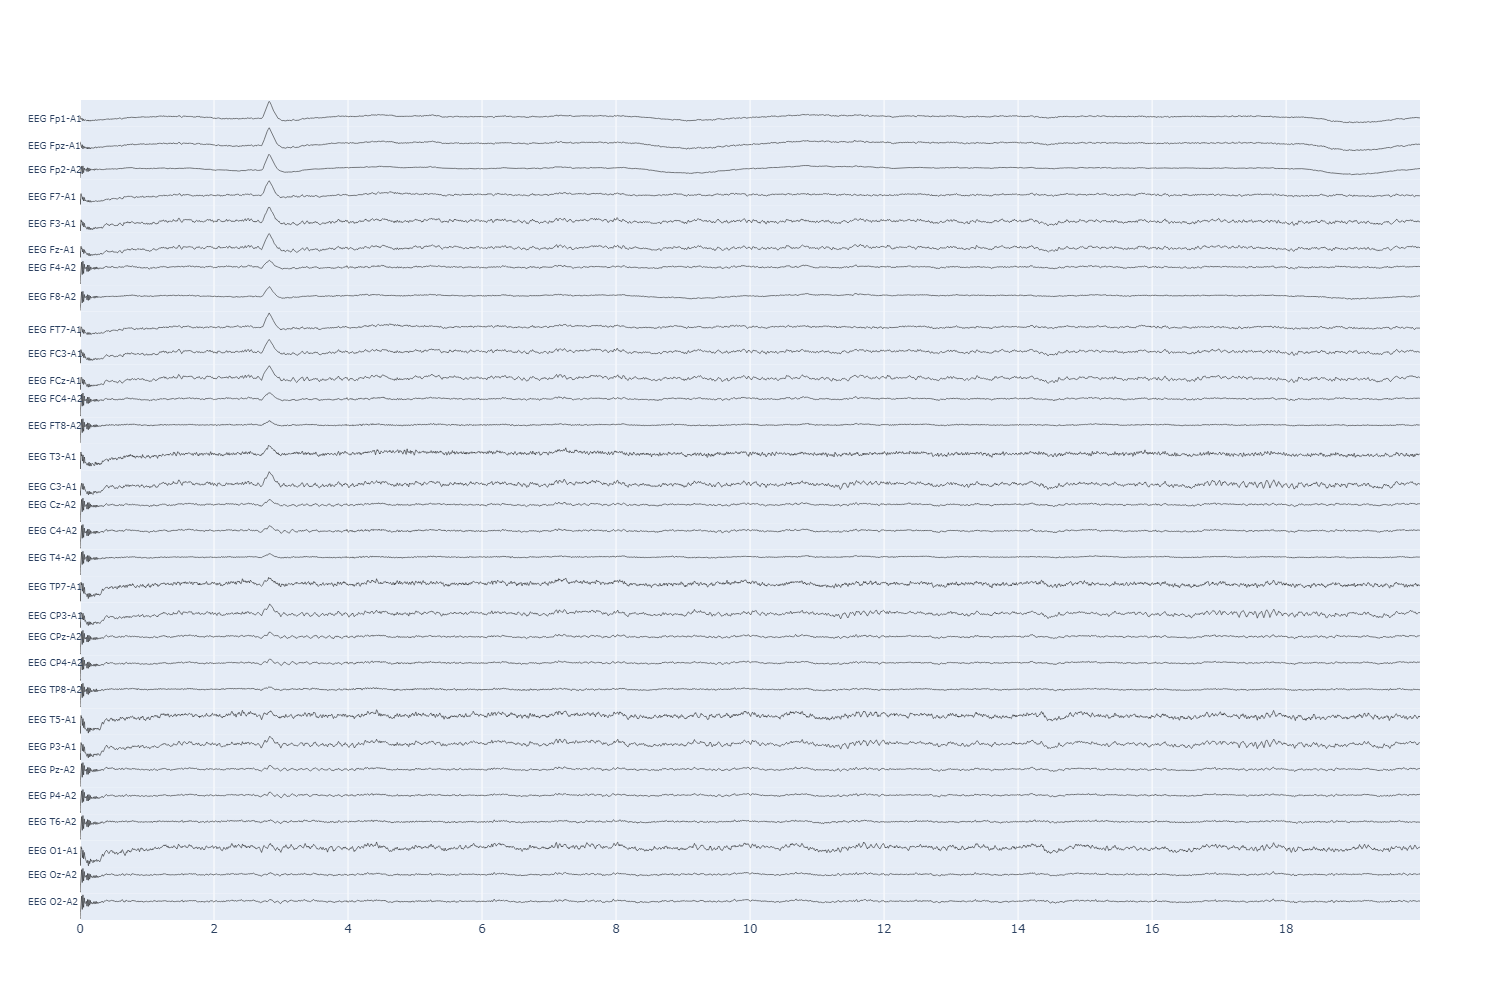 EEG Fp1-A1
EEG Fpz-A1
EEG Fp2-A2
EEG F7-A1
EEG F3-A1
EEG Fz-A1
EEG F4-A2
EEG F8-A2
EEG FT7-A1
EEG FC3-A1
EEG FCz-A1
EEG FC4-A2
EEG FT8-A2
EEG T3-A1
EEG C3-A1
EEG Cz-A2
EEG C4-A2
EEG T4-A2
EEG TP7-A1
EEG CP3-A1
EEG CPz-A2
EEG CP4-A2
EEG TP8-A2
EEG T5-A1
EEG P3-A1
EEG Pz-A2
EEG P4-A2
EEG T6-A2
EEG O1-A1
EEG Oz-A2
EEG O2-A2
0 2 4 6 8 10 12 14 16 18